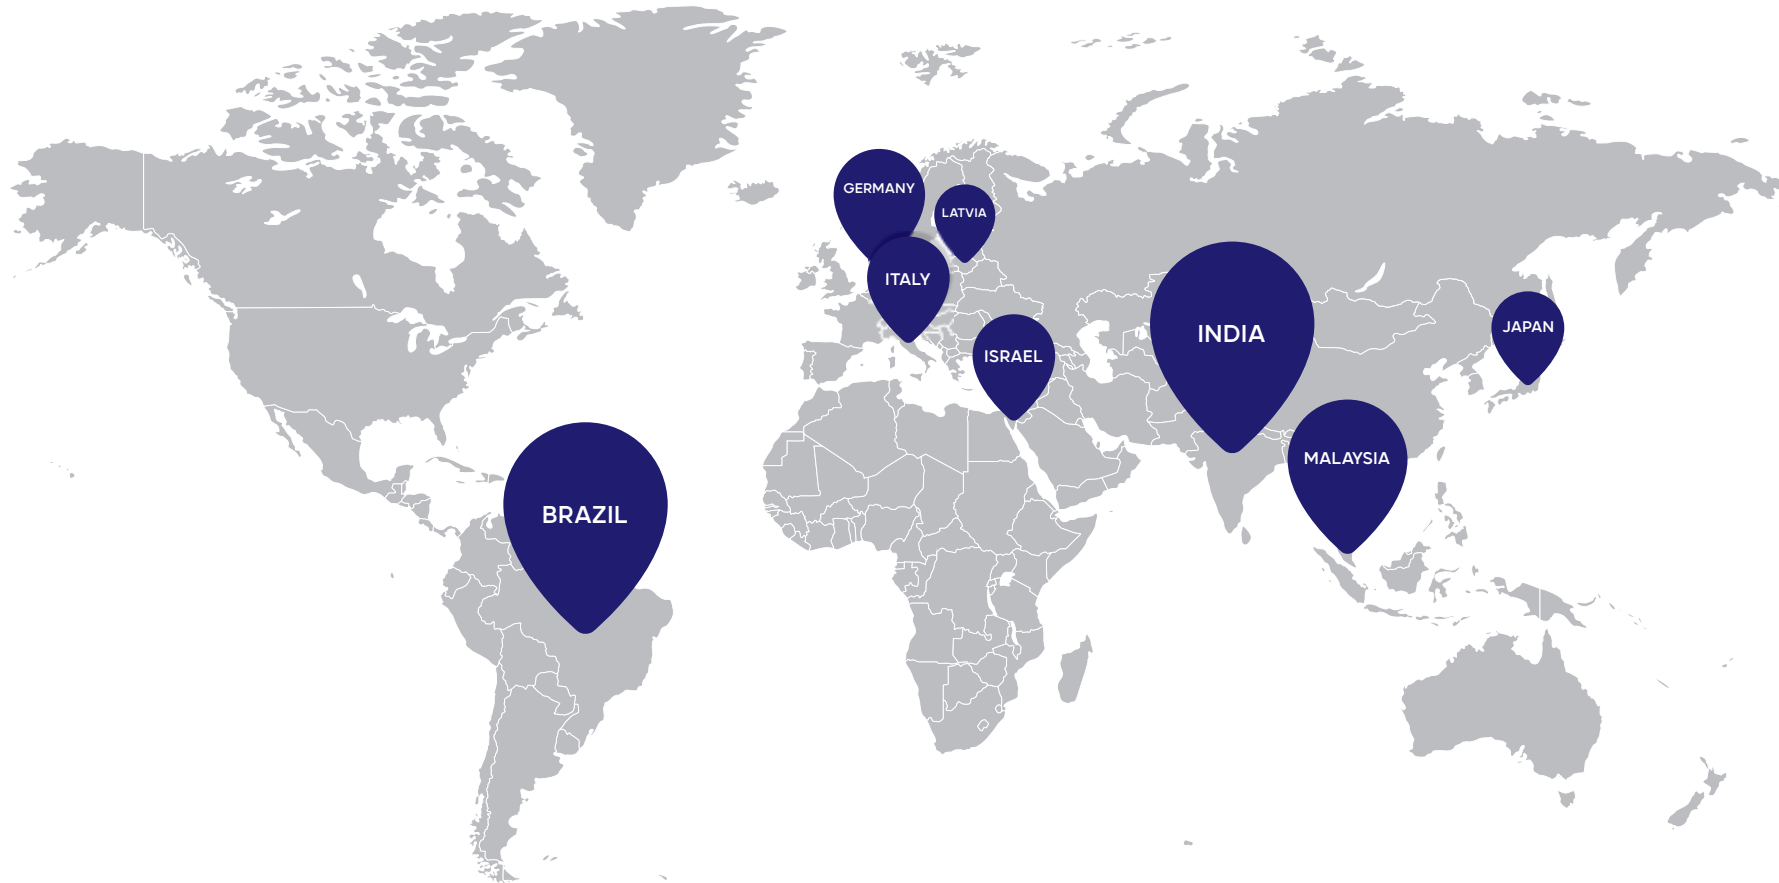 GERMANY
LATVIA
ITALY
INDIA
JAPAN
ISRAEL
MALAYSIA
BRAZIL